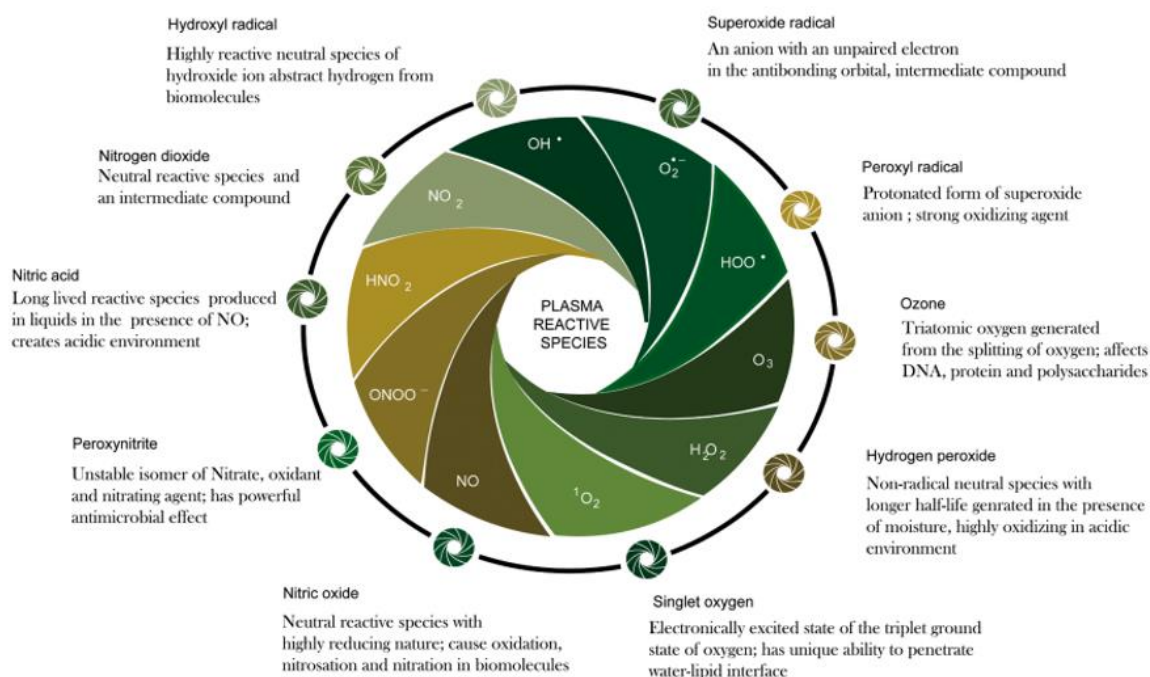 Hydroxyl radical
Highly reactive neutral species of
hydroxide ion abstract hydrogen from
biomolecules
Superoxide radical
An anion with an unpaired electron
in the antibonding orbital, intermediate compound
Nitrogen dioxide
Neutral reactive species and
an intermediate compound
Peroxyl radical
Protonated form of superoxide
anion ; strong oxidizing agent
Nitric acid
Long lived reactive species produced
in liquids in the presence of NO;
creates acidic environment
Ozone
Triatomic oxygen generated
from the splitting of oxygen; affects
DNA, protein and polysaccharides
Peroxynitrite
Unstable isomer of Nitrate, oxidant
and nitrating agent; has powerful
antimicrobial effect
Hydrogen peroxide
Non-radical neutral species with
longer half-life genrated in the presence
of moisture, highly oxidizing in acidic
environment
Nitric oxide
Neutral reactive species with
highly reducing nature; cause oxidation,
nitrosation and nitration in biomolecules
Singlet oxygen
Electronically excited state of the triplet ground
state of oxygen; has unique ability to penetrate
water-lipid interface
OH •
O₂•−
HOO •
O₃
H₂O₂
¹O₂
NO
ONOO −
HNO₂
NO₂
PLASMA
REACTIVE
SPECIES